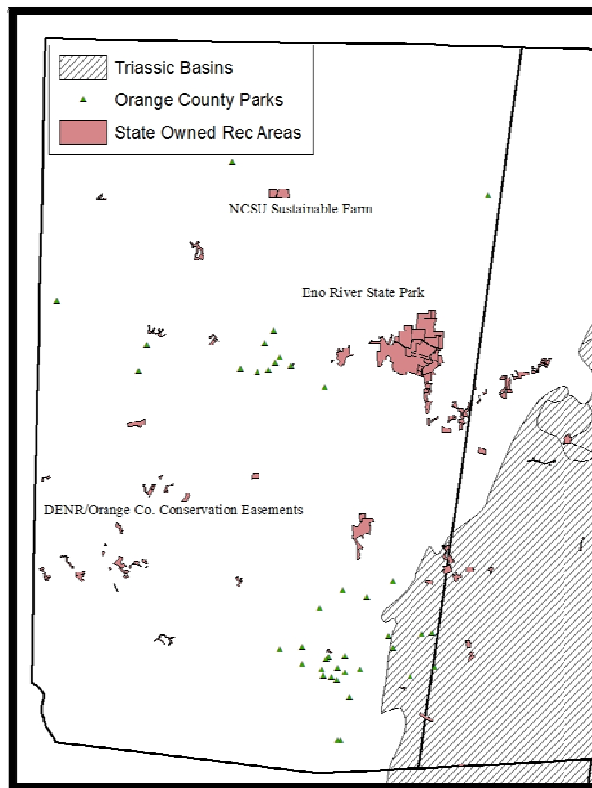 Triassic Basins
Orange County Parks
State Owned Rec Areas
NCSU Sustainable Farm
Eno River State Park
DENR/Orange Co. Conservation Easements